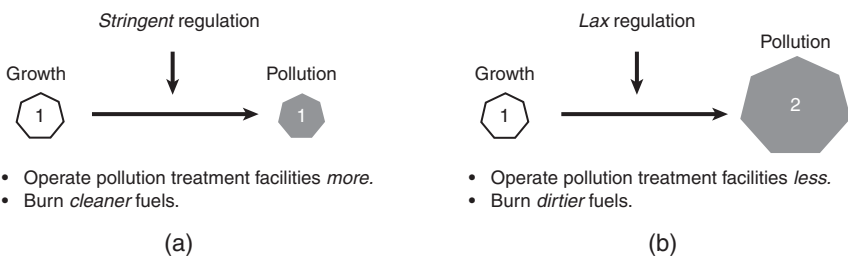 Stringent regulation
Growth
Pollution
1
1
• Operate pollution treatment facilities more.
• Burn cleaner fuels.
(a)
Lax regulation
Growth
Pollution
1
2
• Operate pollution treatment facilities less.
• Burn dirtier fuels.
(b)